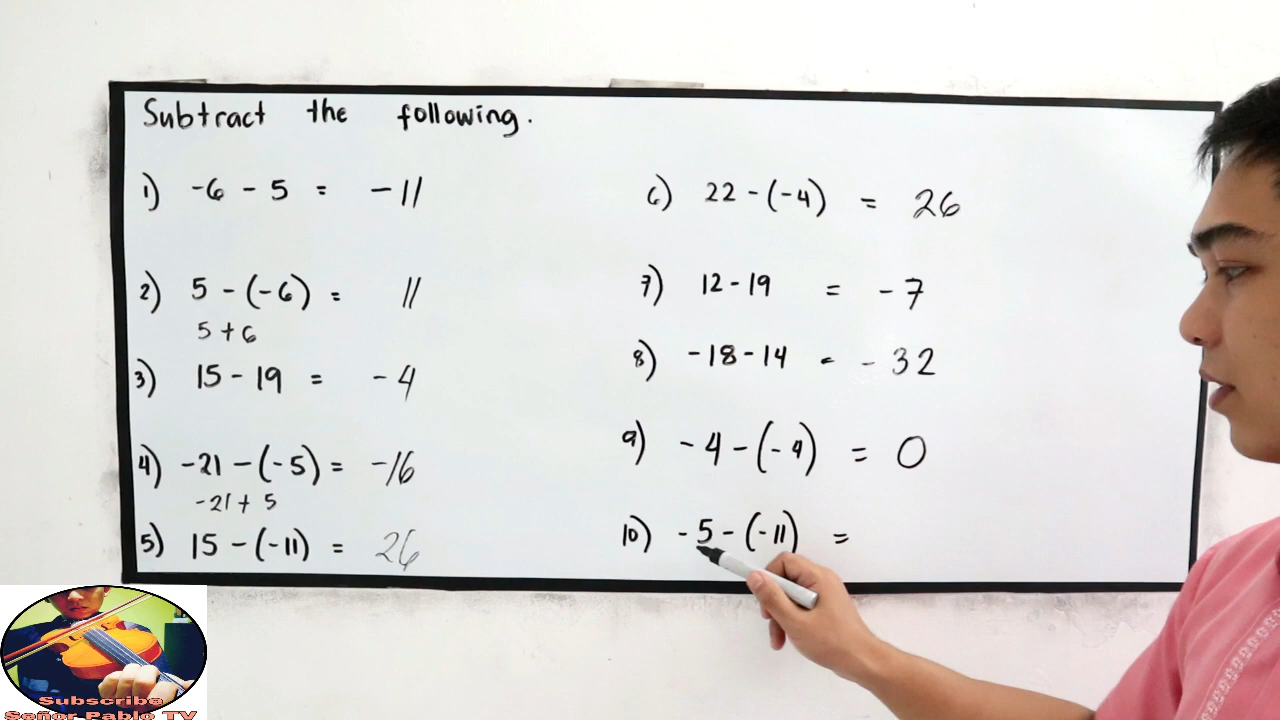 Subtract the following.
1) -6 - 5 = -11
2) 5 - (-6) = 11
5 + 6
3) 15 - 19 = -4
4) -21 - (-5) = -16
-21 + 5
5) 15 - (-11) = 26
6) 22 - (-4) = 26
7) 12 - 19 = -7
8) -18 - 14 = -32
9) -4 - (-4) = 0
10) -5 - (-11) =
Subscribe
Señor Pablo TV